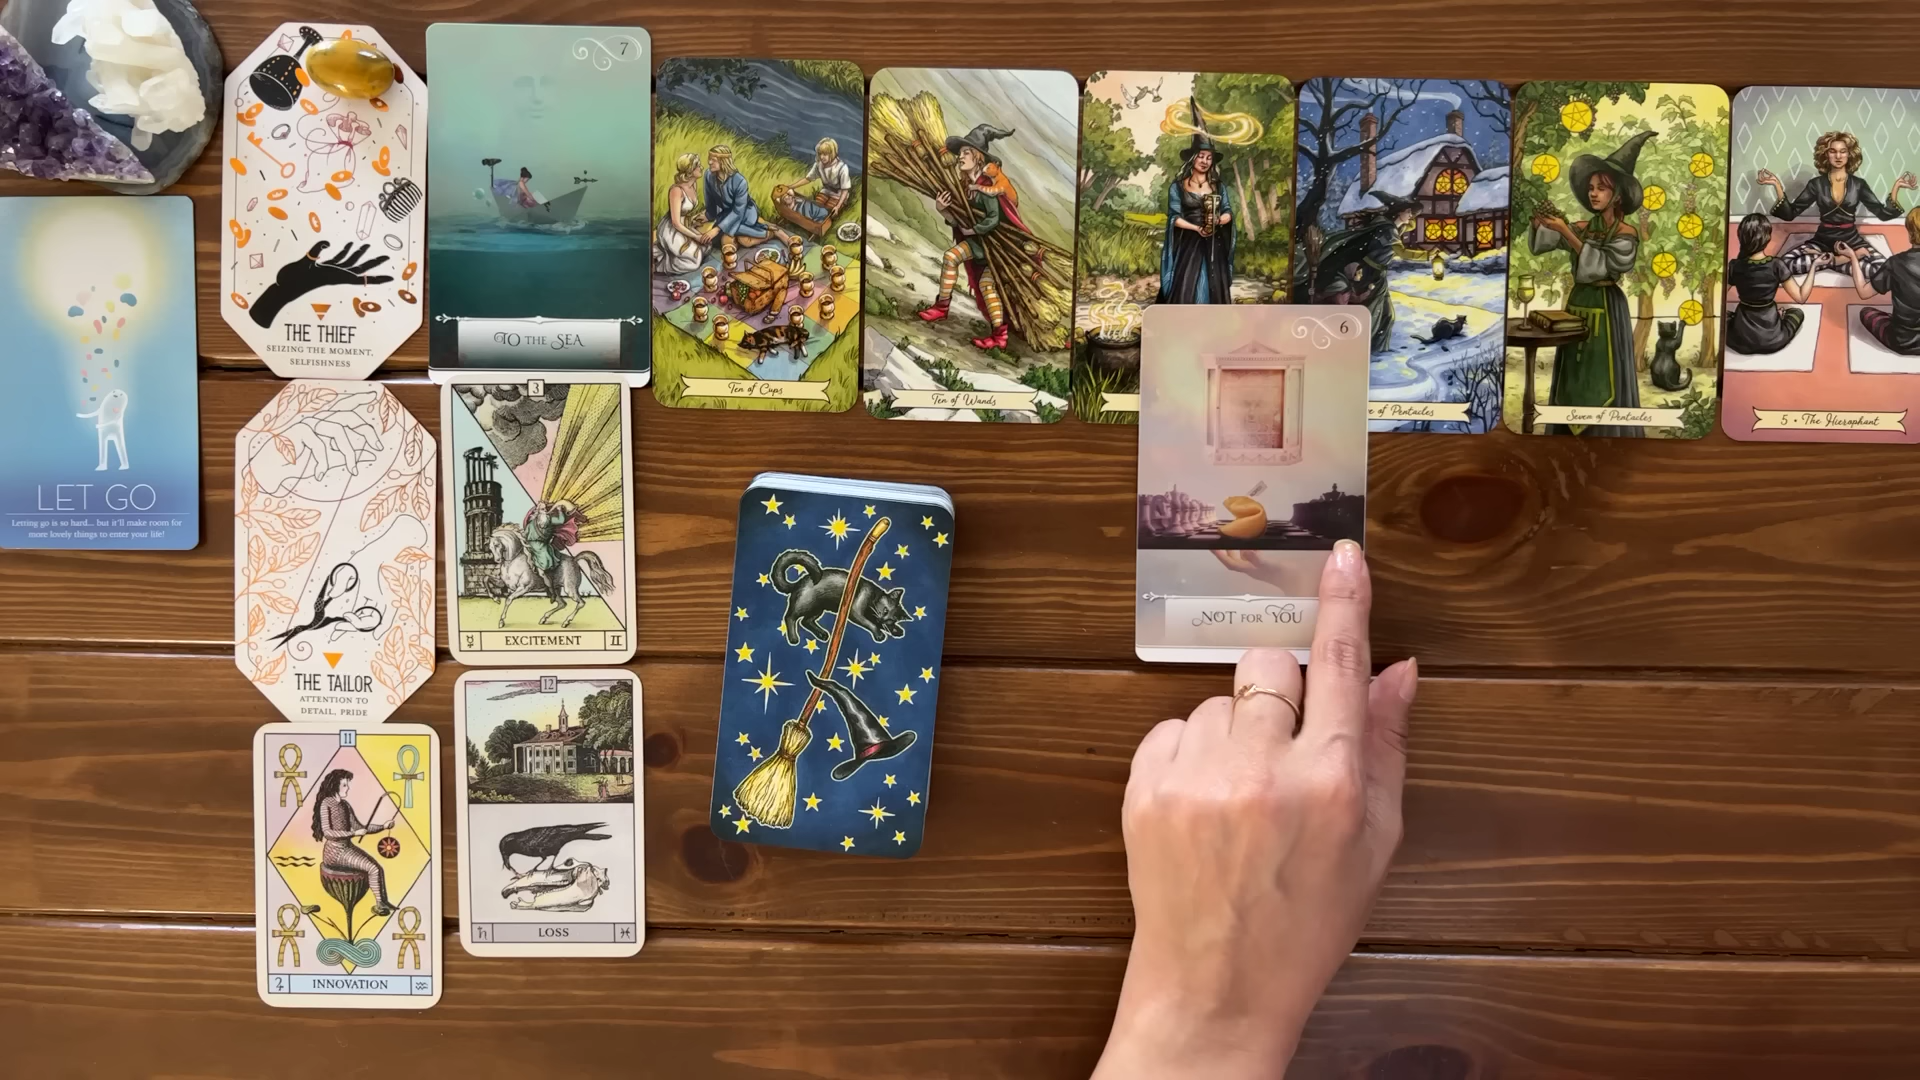 7
THE THIEF
SEIZING THE MOMENT,
SELFISHNESS
TO THE SEA
Ten of Cups
Ten of Wands
e of Pentacles
Seven of Pentacles
5 • The Hierophant
6
NOT FOR YOU
LET GO
Letting go is so hard... but it'll make room for
more lovely things to enter your life!
3
EXCITEMENT
THE TAILOR
ATTENTION TO
DETAIL, PRIDE
11
INNOVATION
12
LOSS